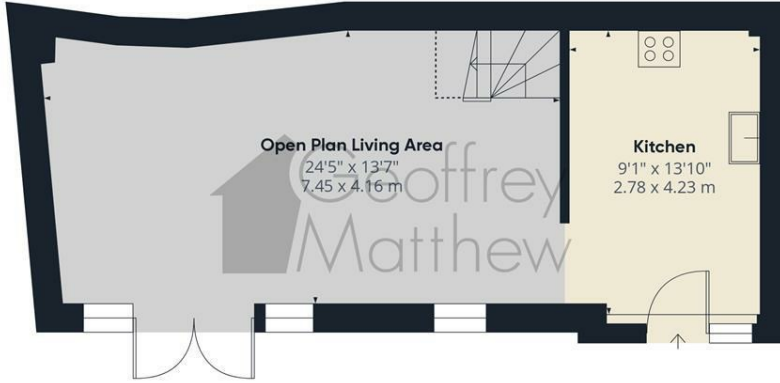 Open Plan Living Area
24'5" x 13'7"
7.45 x 4.16 m
Kitchen
9'1" x 13'10"
2.78 x 4.23 m
Geoffrey
Matthew